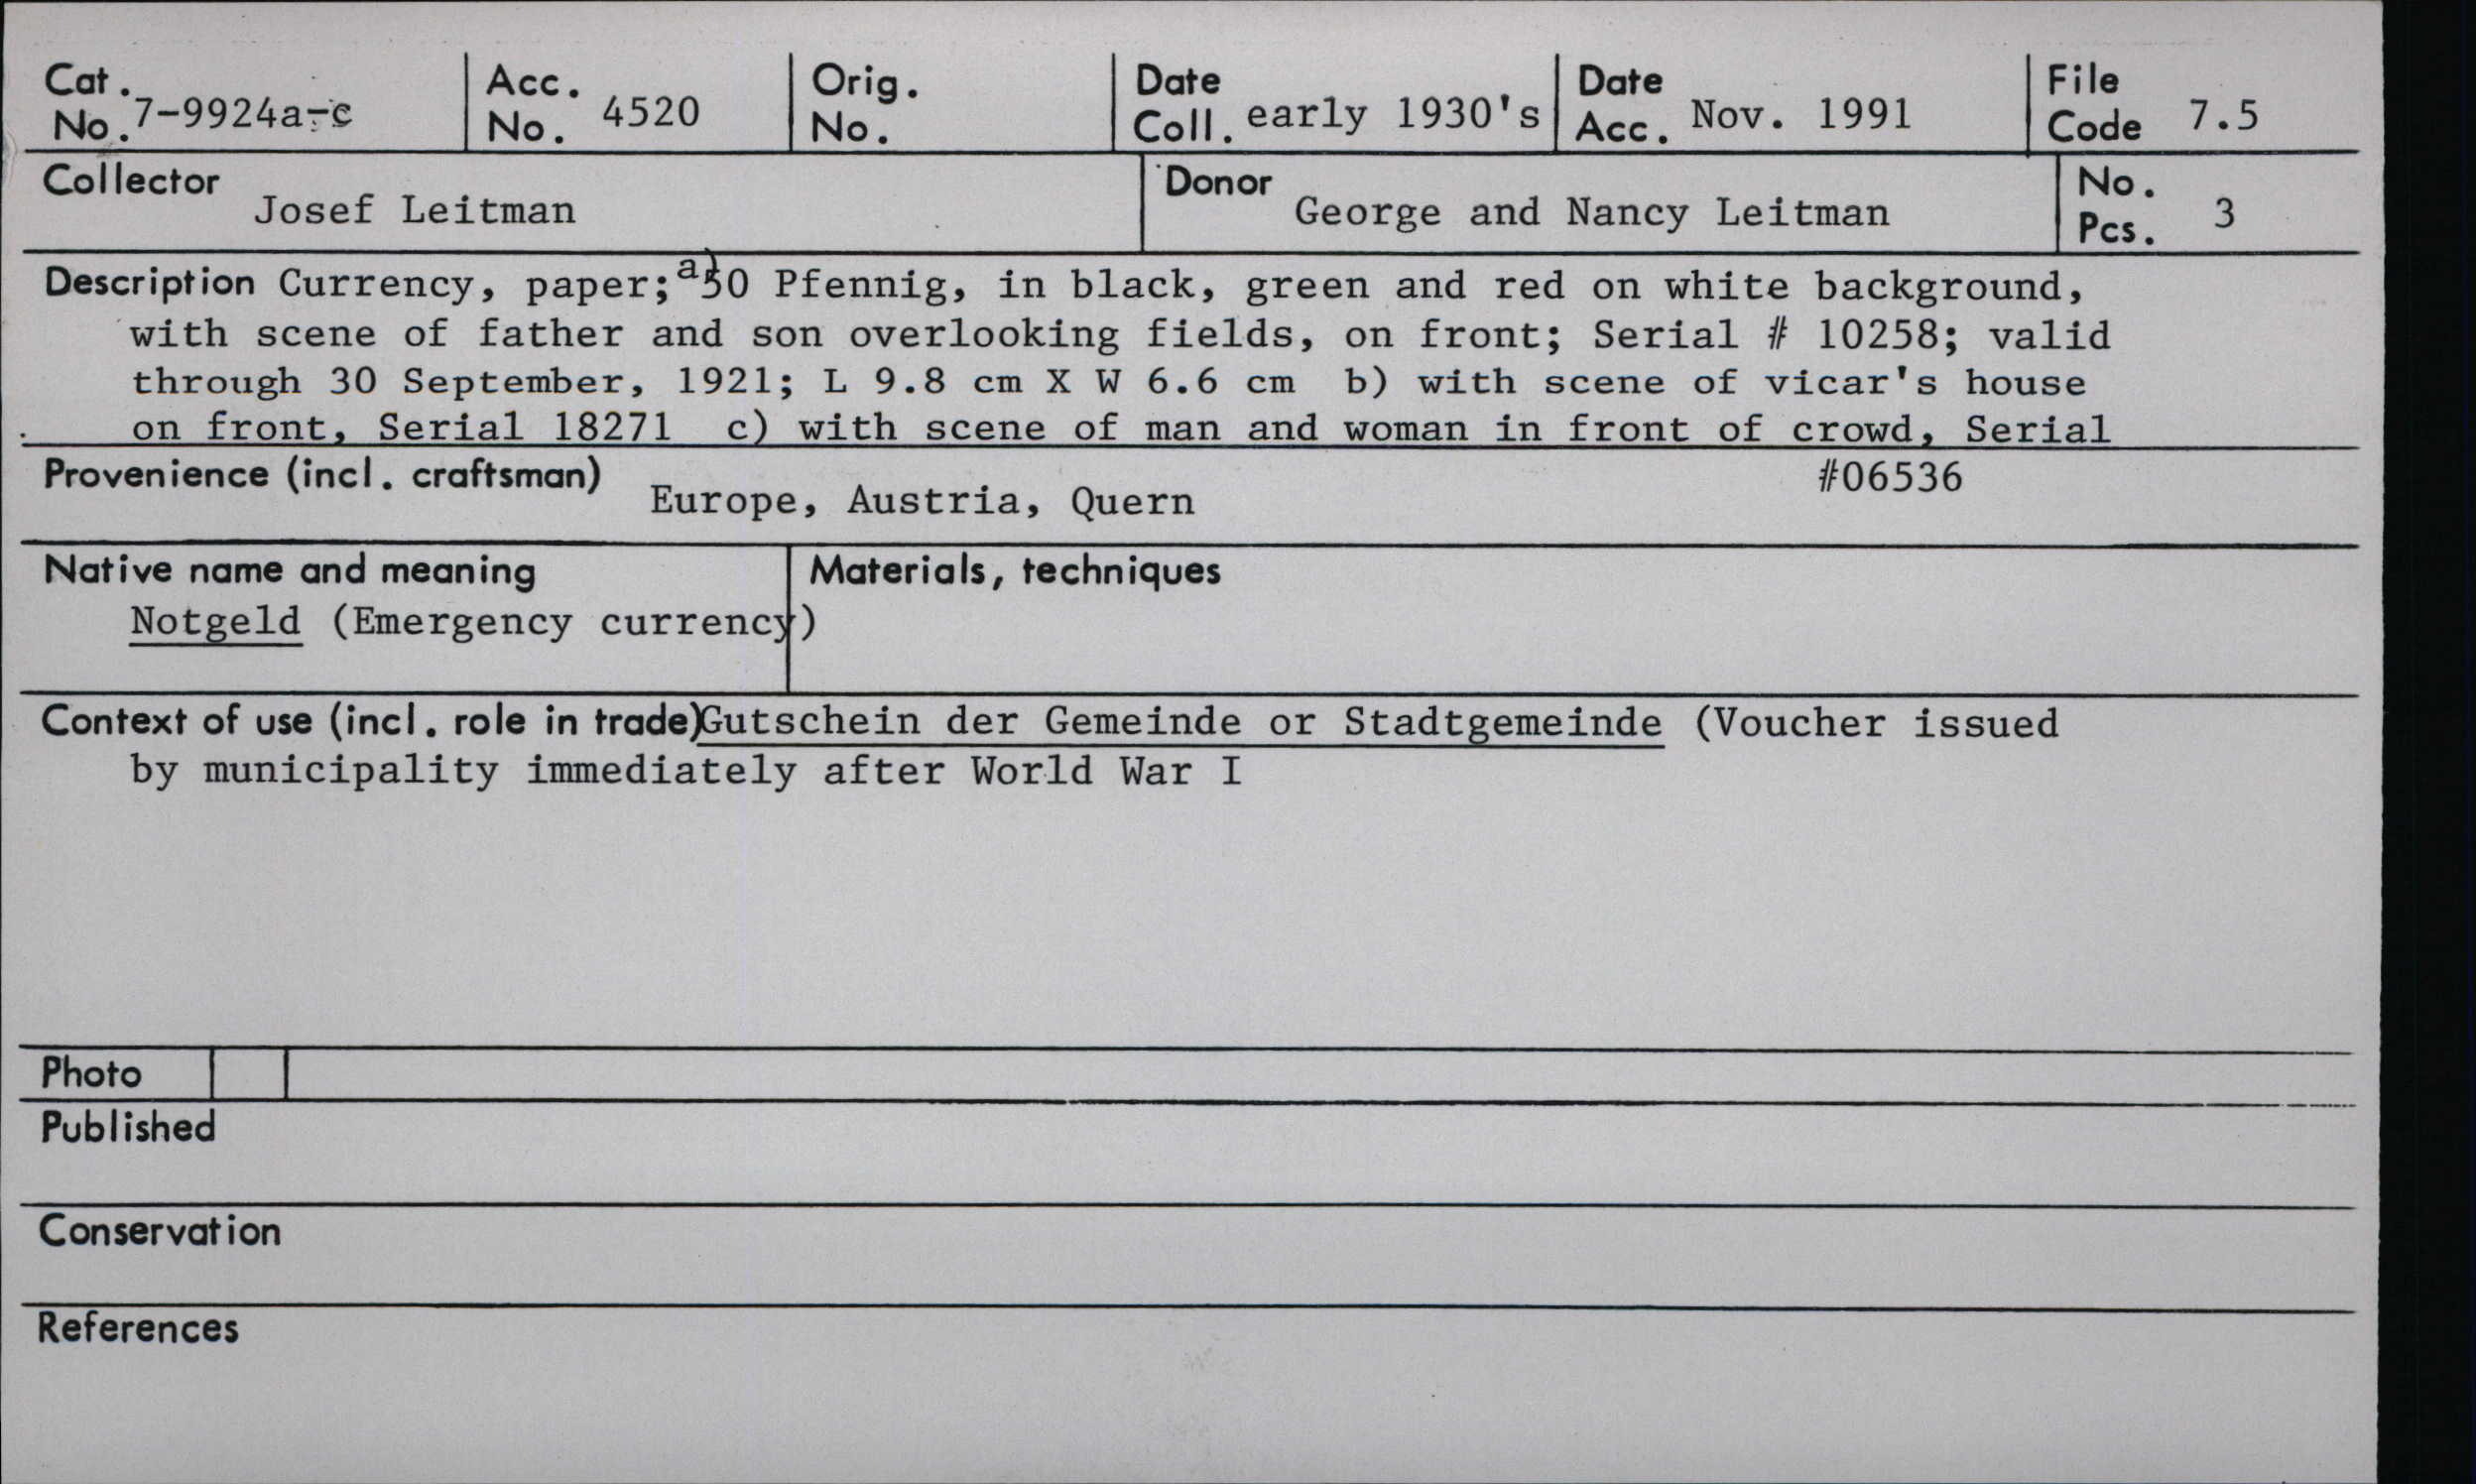 Cat. No. 7-9924a-c
Acc. No. 4520
Orig. No.
Date Coll. early 1930's
Date Acc. Nov. 1991
File Code 7.5
Collector Josef Leitman
Donor George and Nancy Leitman
No. Pcs. 3
Description Currency, paper; a) 50 Pfennig, in black, green and red on white background,
with scene of father and son overlooking fields, on front; Serial # 10258; valid
through 30 September, 1921; L 9.8 cm X W 6.6 cm b) with scene of vicar's house
on front, Serial 18271 c) with scene of man and woman in front of crowd, Serial
#06536
Provenience (incl. craftsman) Europe, Austria, Quern
Native name and meaning
Notgeld (Emergency currency)
Materials, techniques
Context of use (incl. role in trade) Gutschein der Gemeinde or Stadtgemeinde (Voucher issued
by municipality immediately after World War I
Photo
Published
Conservation
References